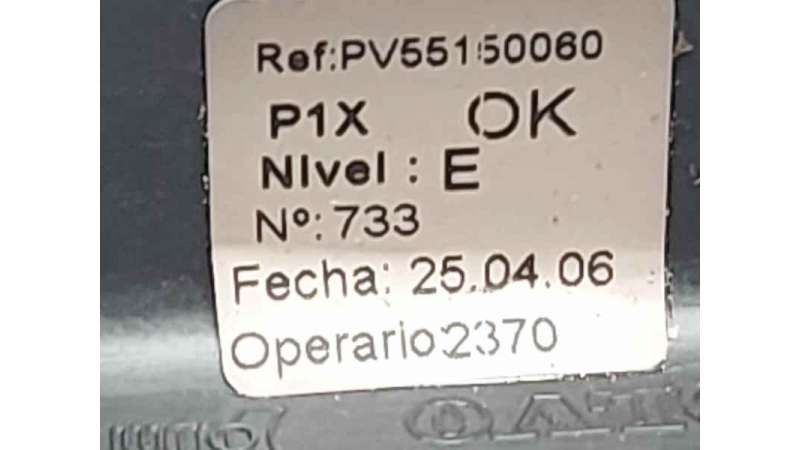 Ref:PV55150060
P1X OK
NIvel : E
Nº: 733
Fecha: 25.04.06
Operario:2370